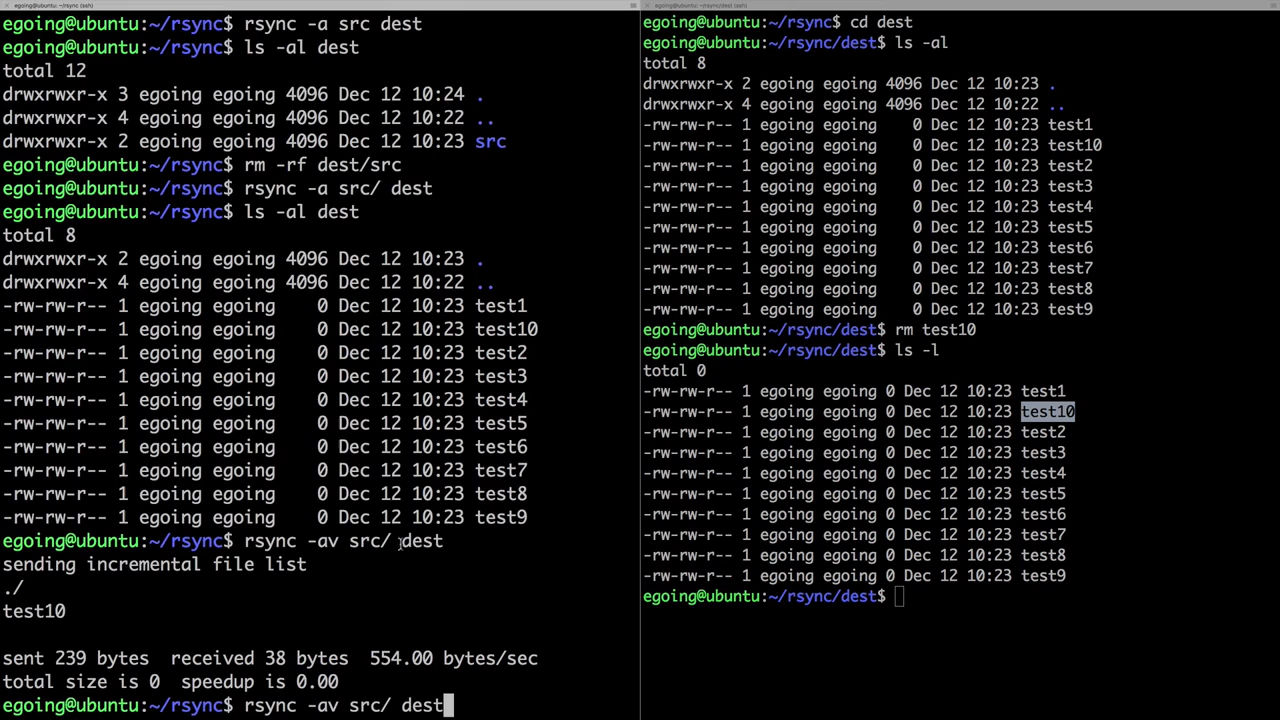 ~/rsync (ssh)
egoing@ubuntu:~/rsync$ rsync -a src dest
egoing@ubuntu:~/rsync$ ls -al dest
total 12
drwxrwxr-x 3 egoing egoing 4096 Dec 12 10:24 .
drwxrwxr-x 4 egoing egoing 4096 Dec 12 10:22 ..
drwxrwxr-x 2 egoing egoing 4096 Dec 12 10:23 src
egoing@ubuntu:~/rsync$ rm -rf dest/src
egoing@ubuntu:~/rsync$ rsync -a src/ dest
egoing@ubuntu:~/rsync$ ls -al dest
total 8
drwxrwxr-x 2 egoing egoing 4096 Dec 12 10:23 .
drwxrwxr-x 4 egoing egoing 4096 Dec 12 10:22 ..
-rw-rw-r-- 1 egoing egoing    0 Dec 12 10:23 test1
-rw-rw-r-- 1 egoing egoing    0 Dec 12 10:23 test10
-rw-rw-r-- 1 egoing egoing    0 Dec 12 10:23 test2
-rw-rw-r-- 1 egoing egoing    0 Dec 12 10:23 test3
-rw-rw-r-- 1 egoing egoing    0 Dec 12 10:23 test4
-rw-rw-r-- 1 egoing egoing    0 Dec 12 10:23 test5
-rw-rw-r-- 1 egoing egoing    0 Dec 12 10:23 test6
-rw-rw-r-- 1 egoing egoing    0 Dec 12 10:23 test7
-rw-rw-r-- 1 egoing egoing    0 Dec 12 10:23 test8
-rw-rw-r-- 1 egoing egoing    0 Dec 12 10:23 test9
egoing@ubuntu:~/rsync$ rsync -av src/ dest
sending incremental file list
./
test10
sent 239 bytes  received 38 bytes  554.00 bytes/sec
total size is 0  speedup is 0.00
egoing@ubuntu:~/rsync$ rsync -av src/ dest
~/rsync/dest (ssh)
egoing@ubuntu:~/rsync$ cd dest
egoing@ubuntu:~/rsync/dest$ ls -al
total 8
drwxrwxr-x 2 egoing egoing 4096 Dec 12 10:23 .
drwxrwxr-x 4 egoing egoing 4096 Dec 12 10:22 ..
-rw-rw-r-- 1 egoing egoing    0 Dec 12 10:23 test1
-rw-rw-r-- 1 egoing egoing    0 Dec 12 10:23 test10
-rw-rw-r-- 1 egoing egoing    0 Dec 12 10:23 test2
-rw-rw-r-- 1 egoing egoing    0 Dec 12 10:23 test3
-rw-rw-r-- 1 egoing egoing    0 Dec 12 10:23 test4
-rw-rw-r-- 1 egoing egoing    0 Dec 12 10:23 test5
-rw-rw-r-- 1 egoing egoing    0 Dec 12 10:23 test6
-rw-rw-r-- 1 egoing egoing    0 Dec 12 10:23 test7
-rw-rw-r-- 1 egoing egoing    0 Dec 12 10:23 test8
-rw-rw-r-- 1 egoing egoing    0 Dec 12 10:23 test9
egoing@ubuntu:~/rsync/dest$ rm test10
egoing@ubuntu:~/rsync/dest$ ls -l
total 0
-rw-rw-r-- 1 egoing egoing 0 Dec 12 10:23 test1
-rw-rw-r-- 1 egoing egoing 0 Dec 12 10:23 test10
-rw-rw-r-- 1 egoing egoing 0 Dec 12 10:23 test2
-rw-rw-r-- 1 egoing egoing 0 Dec 12 10:23 test3
-rw-rw-r-- 1 egoing egoing 0 Dec 12 10:23 test4
-rw-rw-r-- 1 egoing egoing 0 Dec 12 10:23 test5
-rw-rw-r-- 1 egoing egoing 0 Dec 12 10:23 test6
-rw-rw-r-- 1 egoing egoing 0 Dec 12 10:23 test7
-rw-rw-r-- 1 egoing egoing 0 Dec 12 10:23 test8
-rw-rw-r-- 1 egoing egoing 0 Dec 12 10:23 test9
egoing@ubuntu:~/rsync/dest$